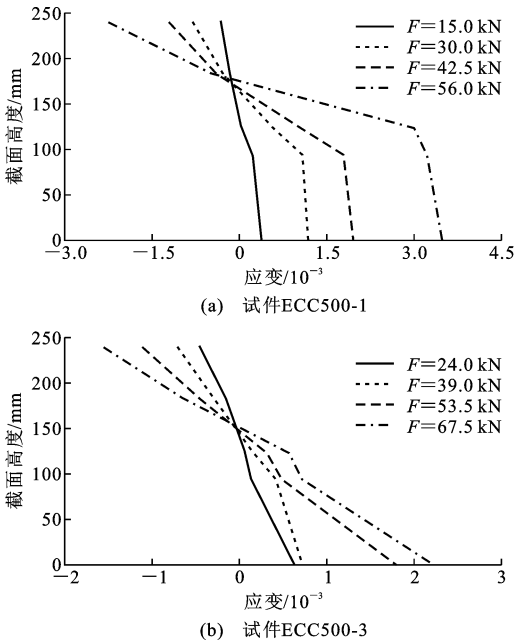 250
200
150
100
50
0
截面高度/mm
F=15.0 kN
F=30.0 kN
F=42.5 kN
F=56.0 kN
−3.0 −1.5 0 1.5 3.0 4.5
应变/10⁻³
(a) 试件ECC500-1
250
200
150
100
50
0
截面高度/mm
F=24.0 kN
F=39.0 kN
F=53.5 kN
F=67.5 kN
−2 −1 0 1 2 3
应变/10⁻³
(b) 试件ECC500-3